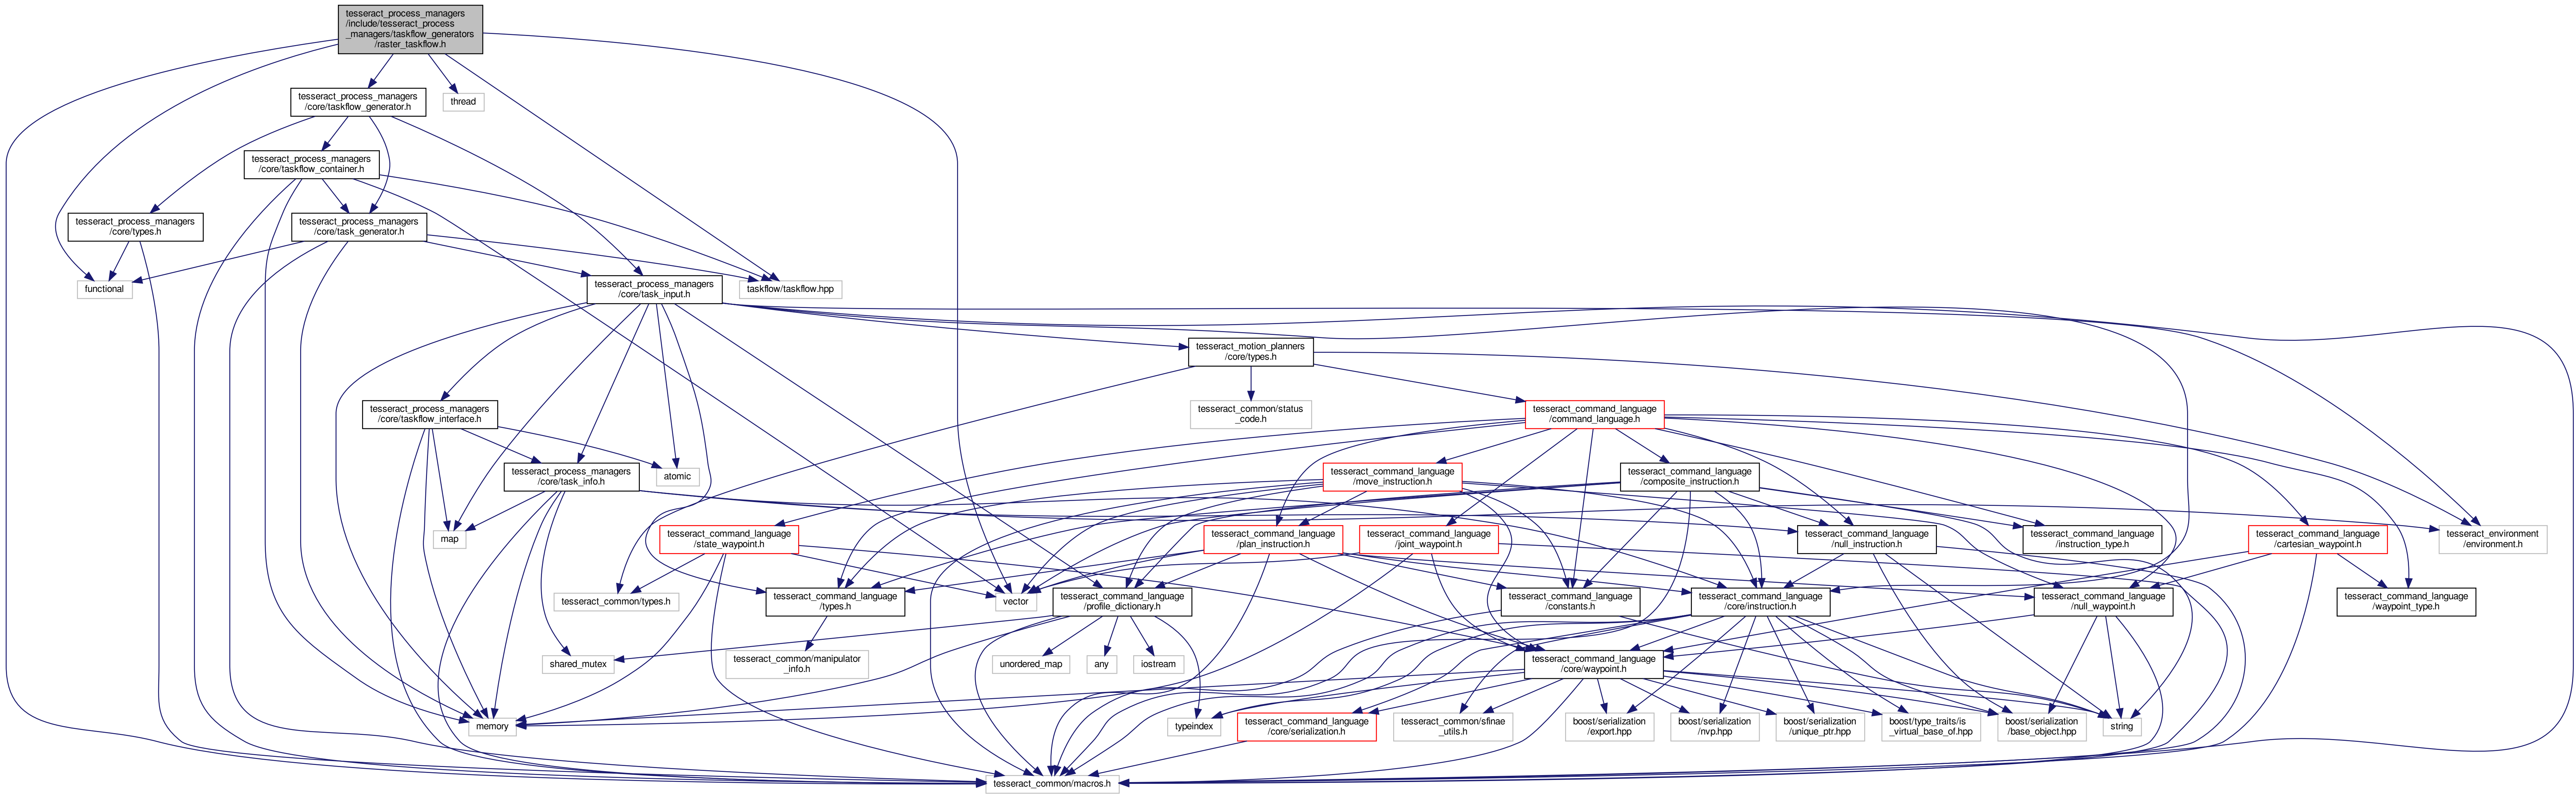 tesseract_process_managers
/include/tesseract_process
_managers/taskflow_generators
/raster_taskflow.h
tesseract_process_managers
/core/taskflow_generator.h
thread
tesseract_process_managers
/core/taskflow_container.h
tesseract_process_managers
/core/types.h
tesseract_process_managers
/core/task_generator.h
functional
tesseract_process_managers
/core/task_input.h
taskflow/taskflow.hpp
tesseract_motion_planners
/core/types.h
tesseract_process_managers
/core/taskflow_interface.h
tesseract_common/status
_code.h
tesseract_command_language
/command_language.h
tesseract_process_managers
/core/task_info.h
atomic
tesseract_command_language
/move_instruction.h
tesseract_command_language
/composite_instruction.h
map
tesseract_command_language
/state_waypoint.h
tesseract_command_language
/plan_instruction.h
tesseract_command_language
/joint_waypoint.h
tesseract_command_language
/null_instruction.h
tesseract_command_language
/instruction_type.h
tesseract_command_language
/cartesian_waypoint.h
tesseract_environment
/environment.h
tesseract_common/types.h
tesseract_command_language
/types.h
vector
tesseract_command_language
/profile_dictionary.h
tesseract_command_language
/constants.h
tesseract_command_language
/core/instruction.h
tesseract_command_language
/null_waypoint.h
tesseract_command_language
/waypoint_type.h
shared_mutex
tesseract_common/manipulator
_info.h
unordered_map
any
iostream
tesseract_command_language
/core/waypoint.h
memory
typeindex
tesseract_command_language
/core/serialization.h
tesseract_common/sfinae
_utils.h
boost/serialization
/export.hpp
boost/serialization
/nvp.hpp
boost/serialization
/unique_ptr.hpp
boost/type_traits/is
_virtual_base_of.hpp
boost/serialization
/base_object.hpp
string
tesseract_common/macros.h